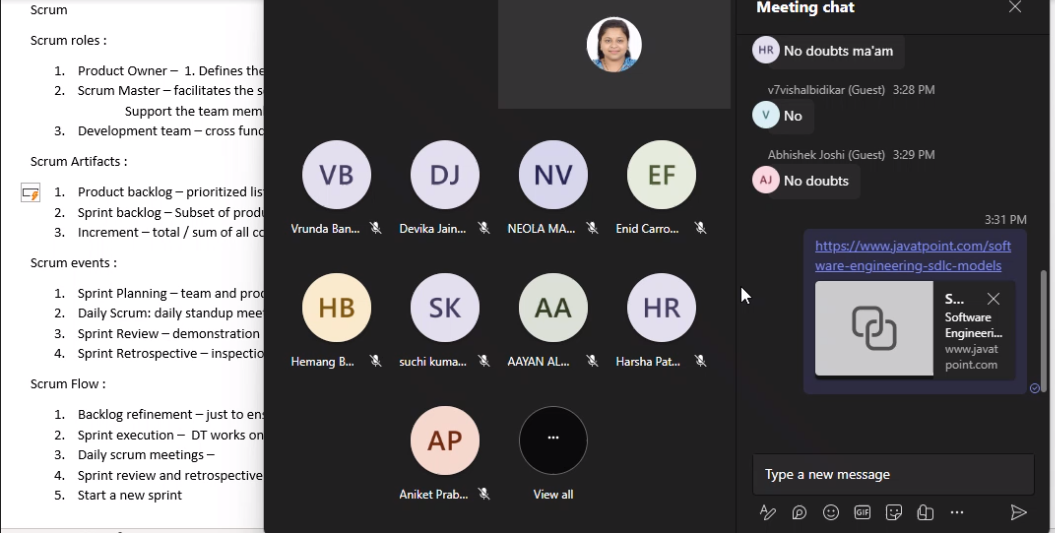 Scrum
Scrum roles :
1. Product Owner – 1. Defines the
2. Scrum Master – facilitates the s
Support the team mem
3. Development team – cross func
Scrum Artifacts :
1. Product backlog – prioritized lis
2. Sprint backlog – Subset of produ
3. Increment – total / sum of all co
Scrum events :
1. Sprint Planning – team and proc
2. Daily Scrum: daily standup mee
3. Sprint Review – demonstration
4. Sprint Retrospective – inspectio
Scrum Flow :
1. Backlog refinement – just to ens
2. Sprint execution – DT works on
3. Daily scrum meetings –
4. Sprint review and retrospective
5. Start a new sprint
VB
DJ
NV
EF
Vrunda Ban...
Devika Jain...
NEOLA MA...
Enid Carro...
HB
SK
AA
HR
Hemang B...
suchi kuma...
AAYAN AL...
Harsha Pat...
AP
...
Aniket Prab...
View all
Meeting chat
HR
No doubts ma'am
v7vishalbidikar (Guest) 3:28 PM
V
No
Abhishek Joshi (Guest) 3:29 PM
AJ
No doubts
3:31 PM
https://www.javatpoint.com/soft
ware-engineering-sdlc-models
S...
Software
Engineeri...
www.javat
point.com
Type a new message
GIF